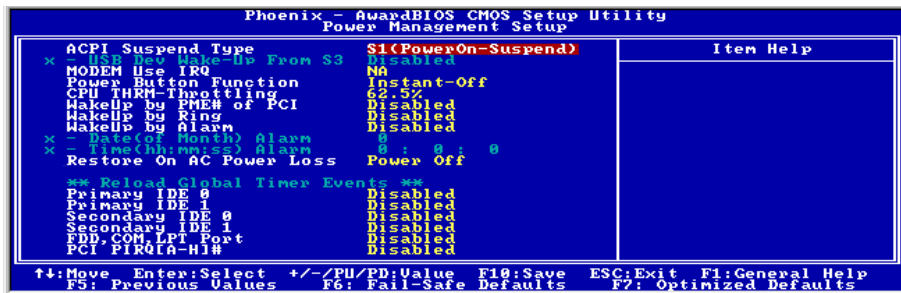 Phoenix - AwardBIOS CMOS Setup Utility
Power Management Setup
ACPI Suspend Type S1(PowerOn-Suspend) Item Help
x - USB Dev Wake-Up From S3 Disabled
MODEM Use IRQ NA
Power Button Function Instant-Off
CPU THRM-Throttling 62.5%
WakeUp by PME# of PCI Disabled
WakeUp by Ring Disabled
WakeUp by Alarm Disabled
x - Date(of Month) Alarm 0
x - Time(hh:mm:ss) Alarm 0 : 0 : 0
Restore On AC Power Loss Power Off
** Reload Global Timer Events **
Primary IDE 0 Disabled
Primary IDE 1 Disabled
Secondary IDE 0 Disabled
Secondary IDE 1 Disabled
FDD,COM,LPT Port Disabled
PCI PIRQ[A-H]# Disabled
↑↓:Move Enter:Select +/-/PU/PD:Value F10:Save ESC:Exit F1:General Help
F5: Previous Values F6: Fail-Safe Defaults F7: Optimized Defaults